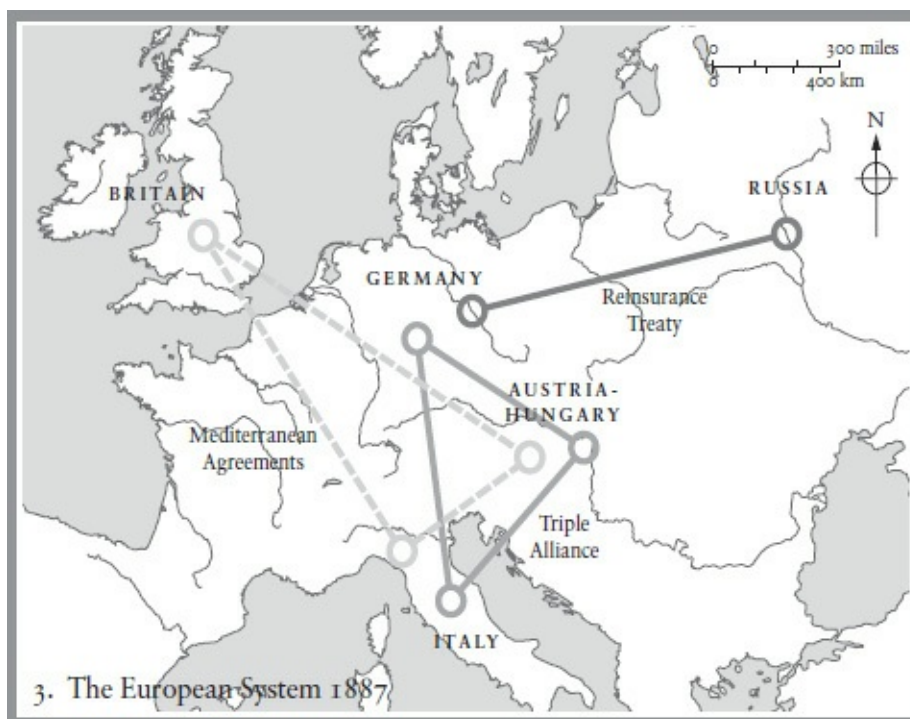 0 300 miles
0 400 km
N
BRITAIN
RUSSIA
GERMANY
Reinsurance
Treaty
AUSTRIA-
HUNGARY
Mediterranean
Agreements
Triple
Alliance
ITALY
3. The European System 1887